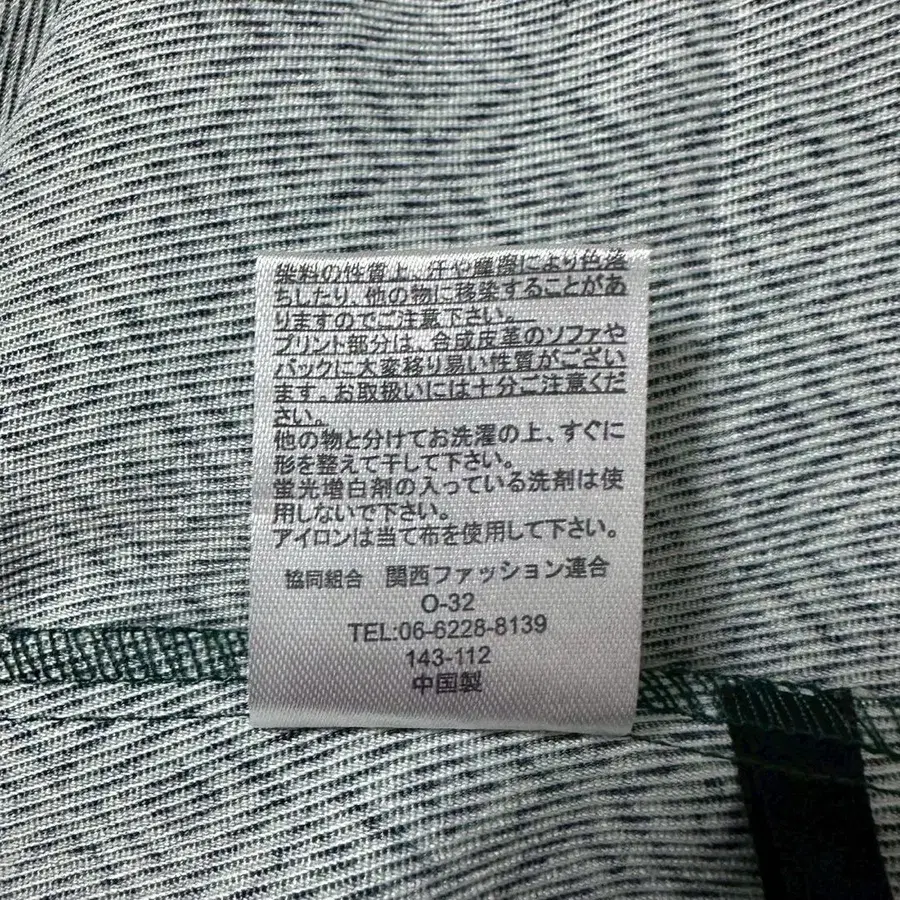 染料の性質上、汗や摩擦により色落
ちしたり、他の物に移染することがあ
りますのでご注意下さい。
プリント部分は、合成皮革のソファや
バックに大変移り易い性質がござい
ます。お取扱いには十分ご注意くだ
さい。
他の物と分けてお洗濯の上、すぐに
形を整えて干して下さい。
蛍光増白剤の入っている洗剤は使
用しないで下さい。
アイロンは当て布を使用して下さい。
協同組合 関西ファッション連合
O-32
TEL:06-6228-8139
143-112
中国製